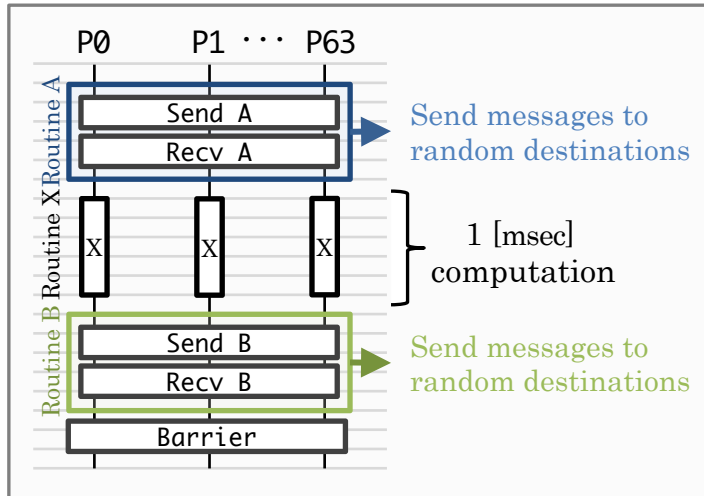 P0 P1 ··· P63
Routine A
Send A
Recv A
Send messages to
random destinations
Routine X
X X X
1 [msec]
computation
Routine B
Send B
Recv B
Send messages to
random destinations
Barrier